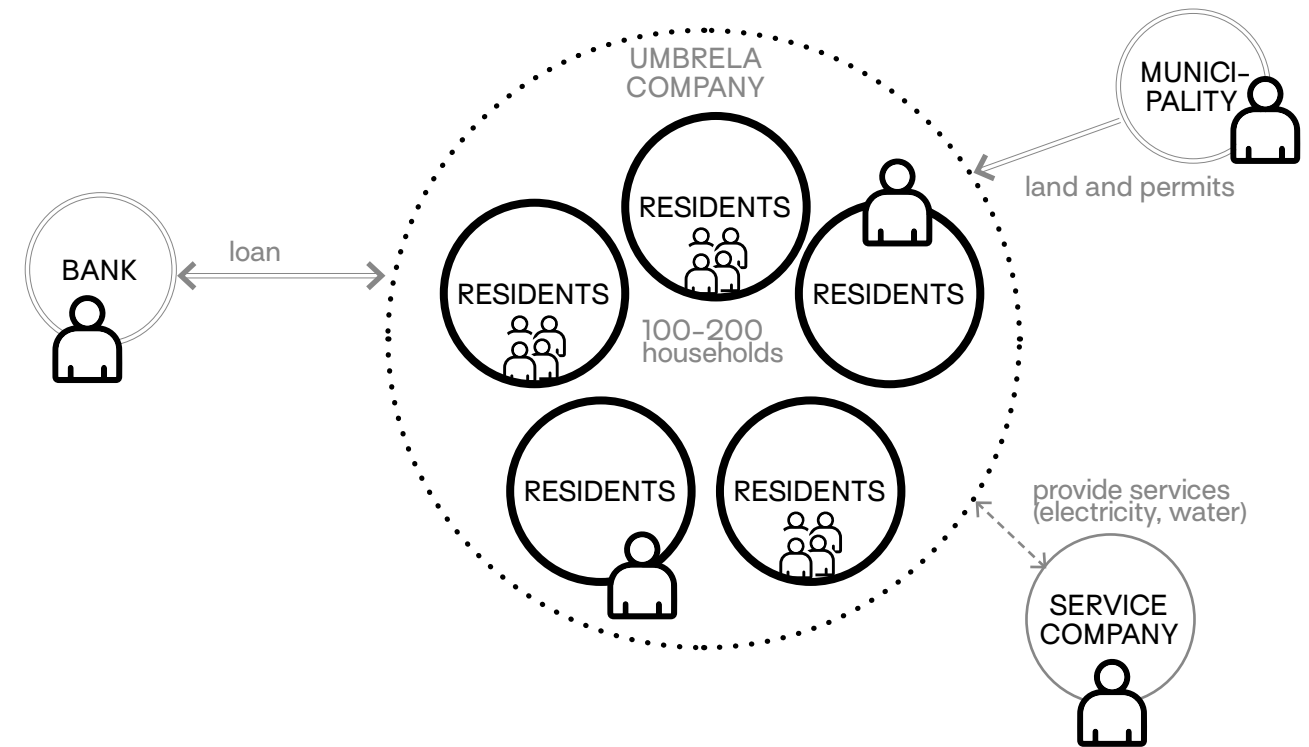 UMBRELA
COMPANY
MUNICI-
PALITY
land and permits
BANK
loan
RESIDENTS
RESIDENTS
RESIDENTS
100-200
households
RESIDENTS
RESIDENTS
provide services
(electricity, water)
SERVICE
COMPANY